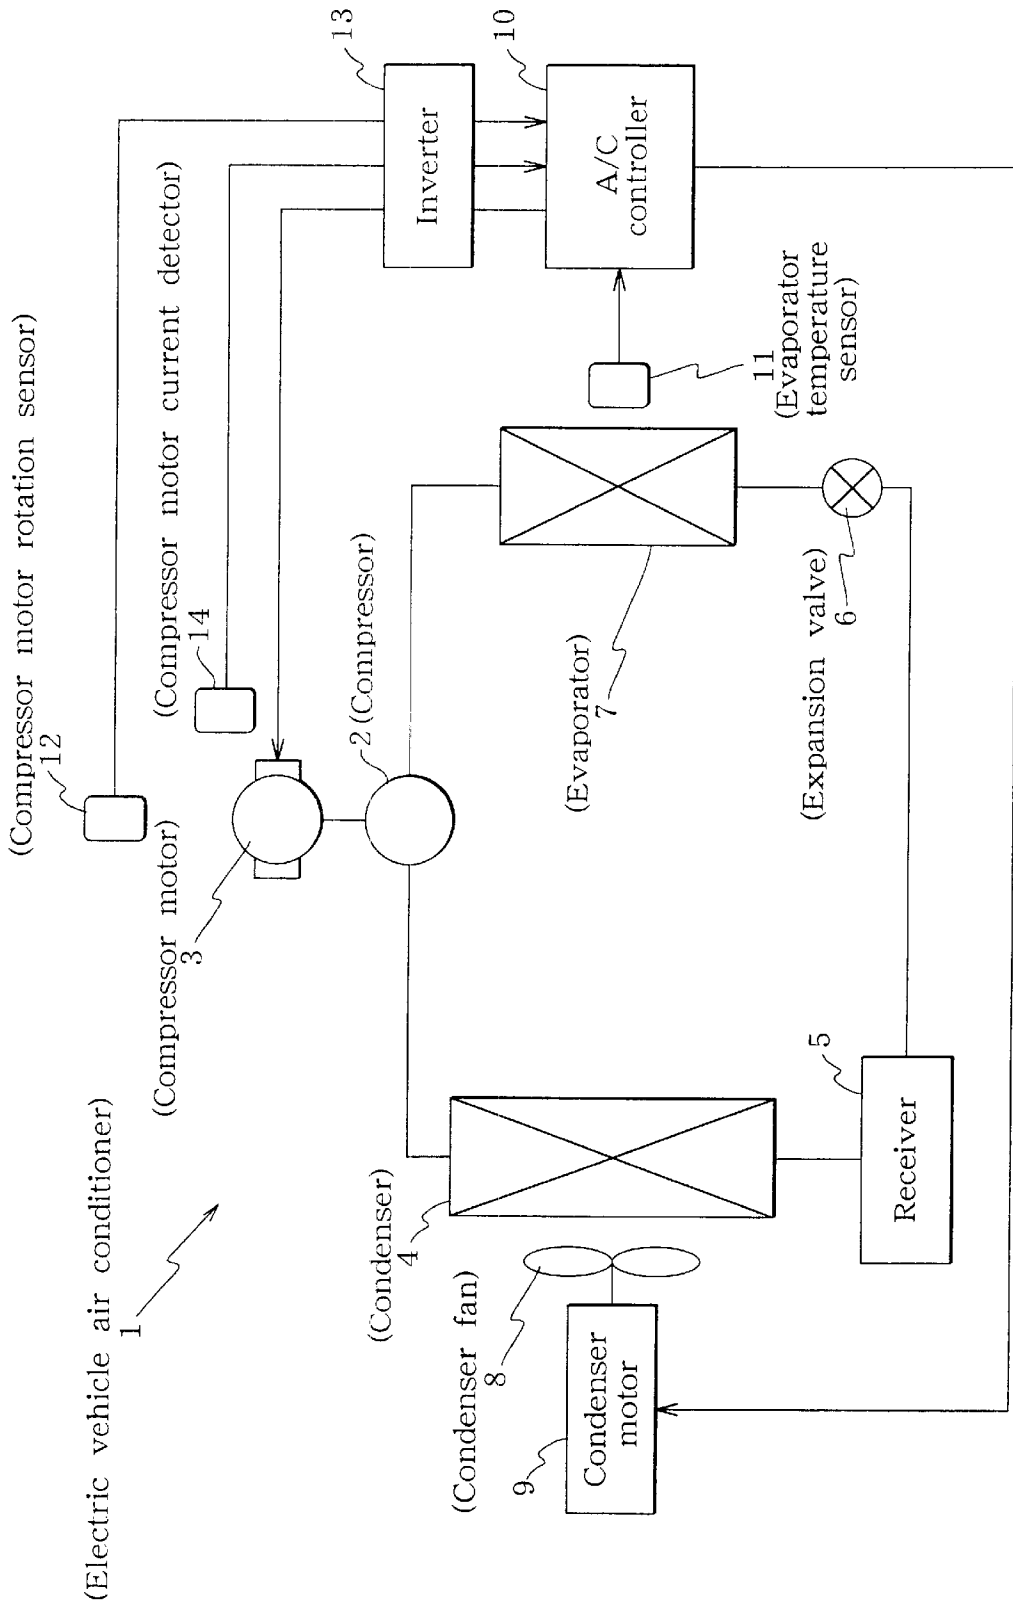 (Electric vehicle air conditioner)
1
(Compressor motor rotation sensor)
12
(Compressor motor)
3
(Compressor motor current detector)
14
2 (Compressor)
13
Inverter
10
A/C
controller
11
(Evaporator
temperature
sensor)
(Evaporator)
7
(Expansion valve)
6
(Condenser)
4
(Condenser fan)
8
9
Condenser
motor
5
Receiver